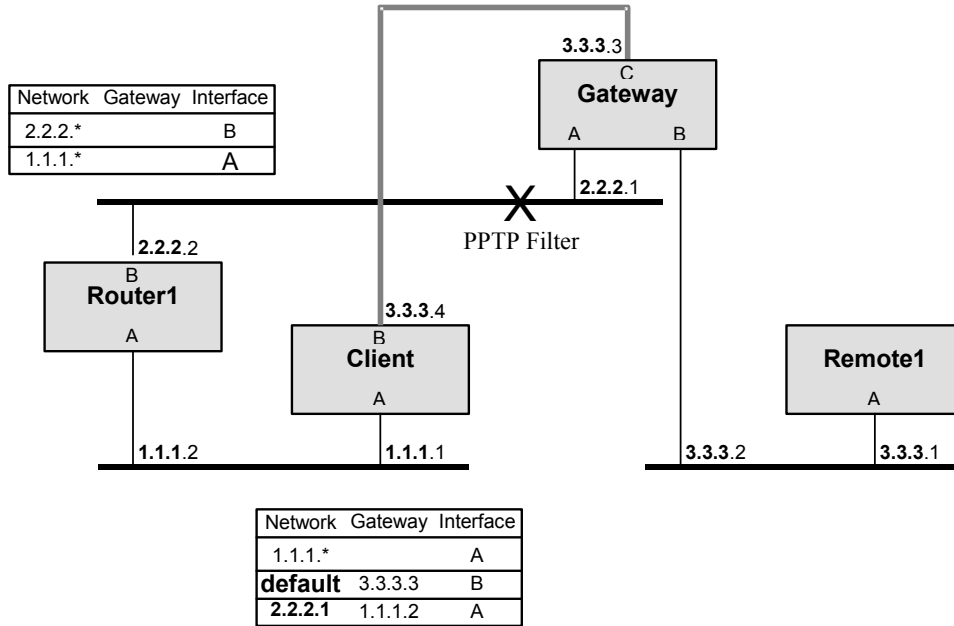 3.3.3.3
C
Gateway
A B
Network Gateway Interface
2.2.2.* B
1.1.1.* A
2.2.2.1
X
PPTP Filter
2.2.2.2
B
Router1
A
3.3.3.4
B
Client
A
Remote1
A
1.1.1.2
1.1.1.1
3.3.3.2
3.3.3.1
Network Gateway Interface
1.1.1.* A
default 3.3.3.3 B
2.2.2.1 1.1.1.2 A